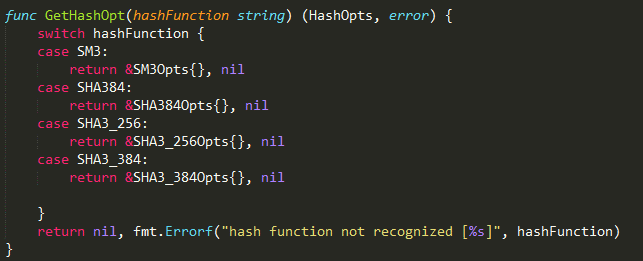 func GetHashOpt(hashFunction string) (HashOpts, error) {
    switch hashFunction {
    case SM3:
        return &SM3Opts{}, nil
    case SHA384:
        return &SHA384Opts{}, nil
    case SHA3_256:
        return &SHA3_256Opts{}, nil
    case SHA3_384:
        return &SHA3_384Opts{}, nil
    }
    return nil, fmt.Errorf("hash function not recognized [%s]", hashFunction)
}